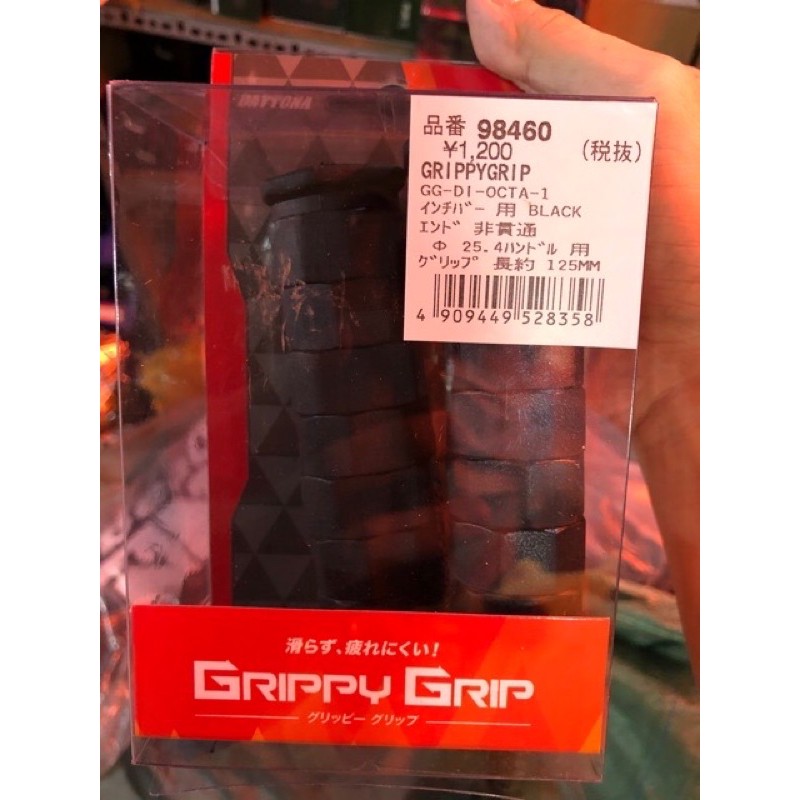 DAYTONA
品番 98460
¥1,200 (税抜)
GRIPPYGRIP
GG-DI-OCTA-1
インチバー 用 BLACK
エンド 非貫通
Φ 25.4ハンドル 用
グリップ 長約 125MM
4 909449 528358
滑らず、疲れにくい!
GRIPPY GRIP
グリッピー グリップ